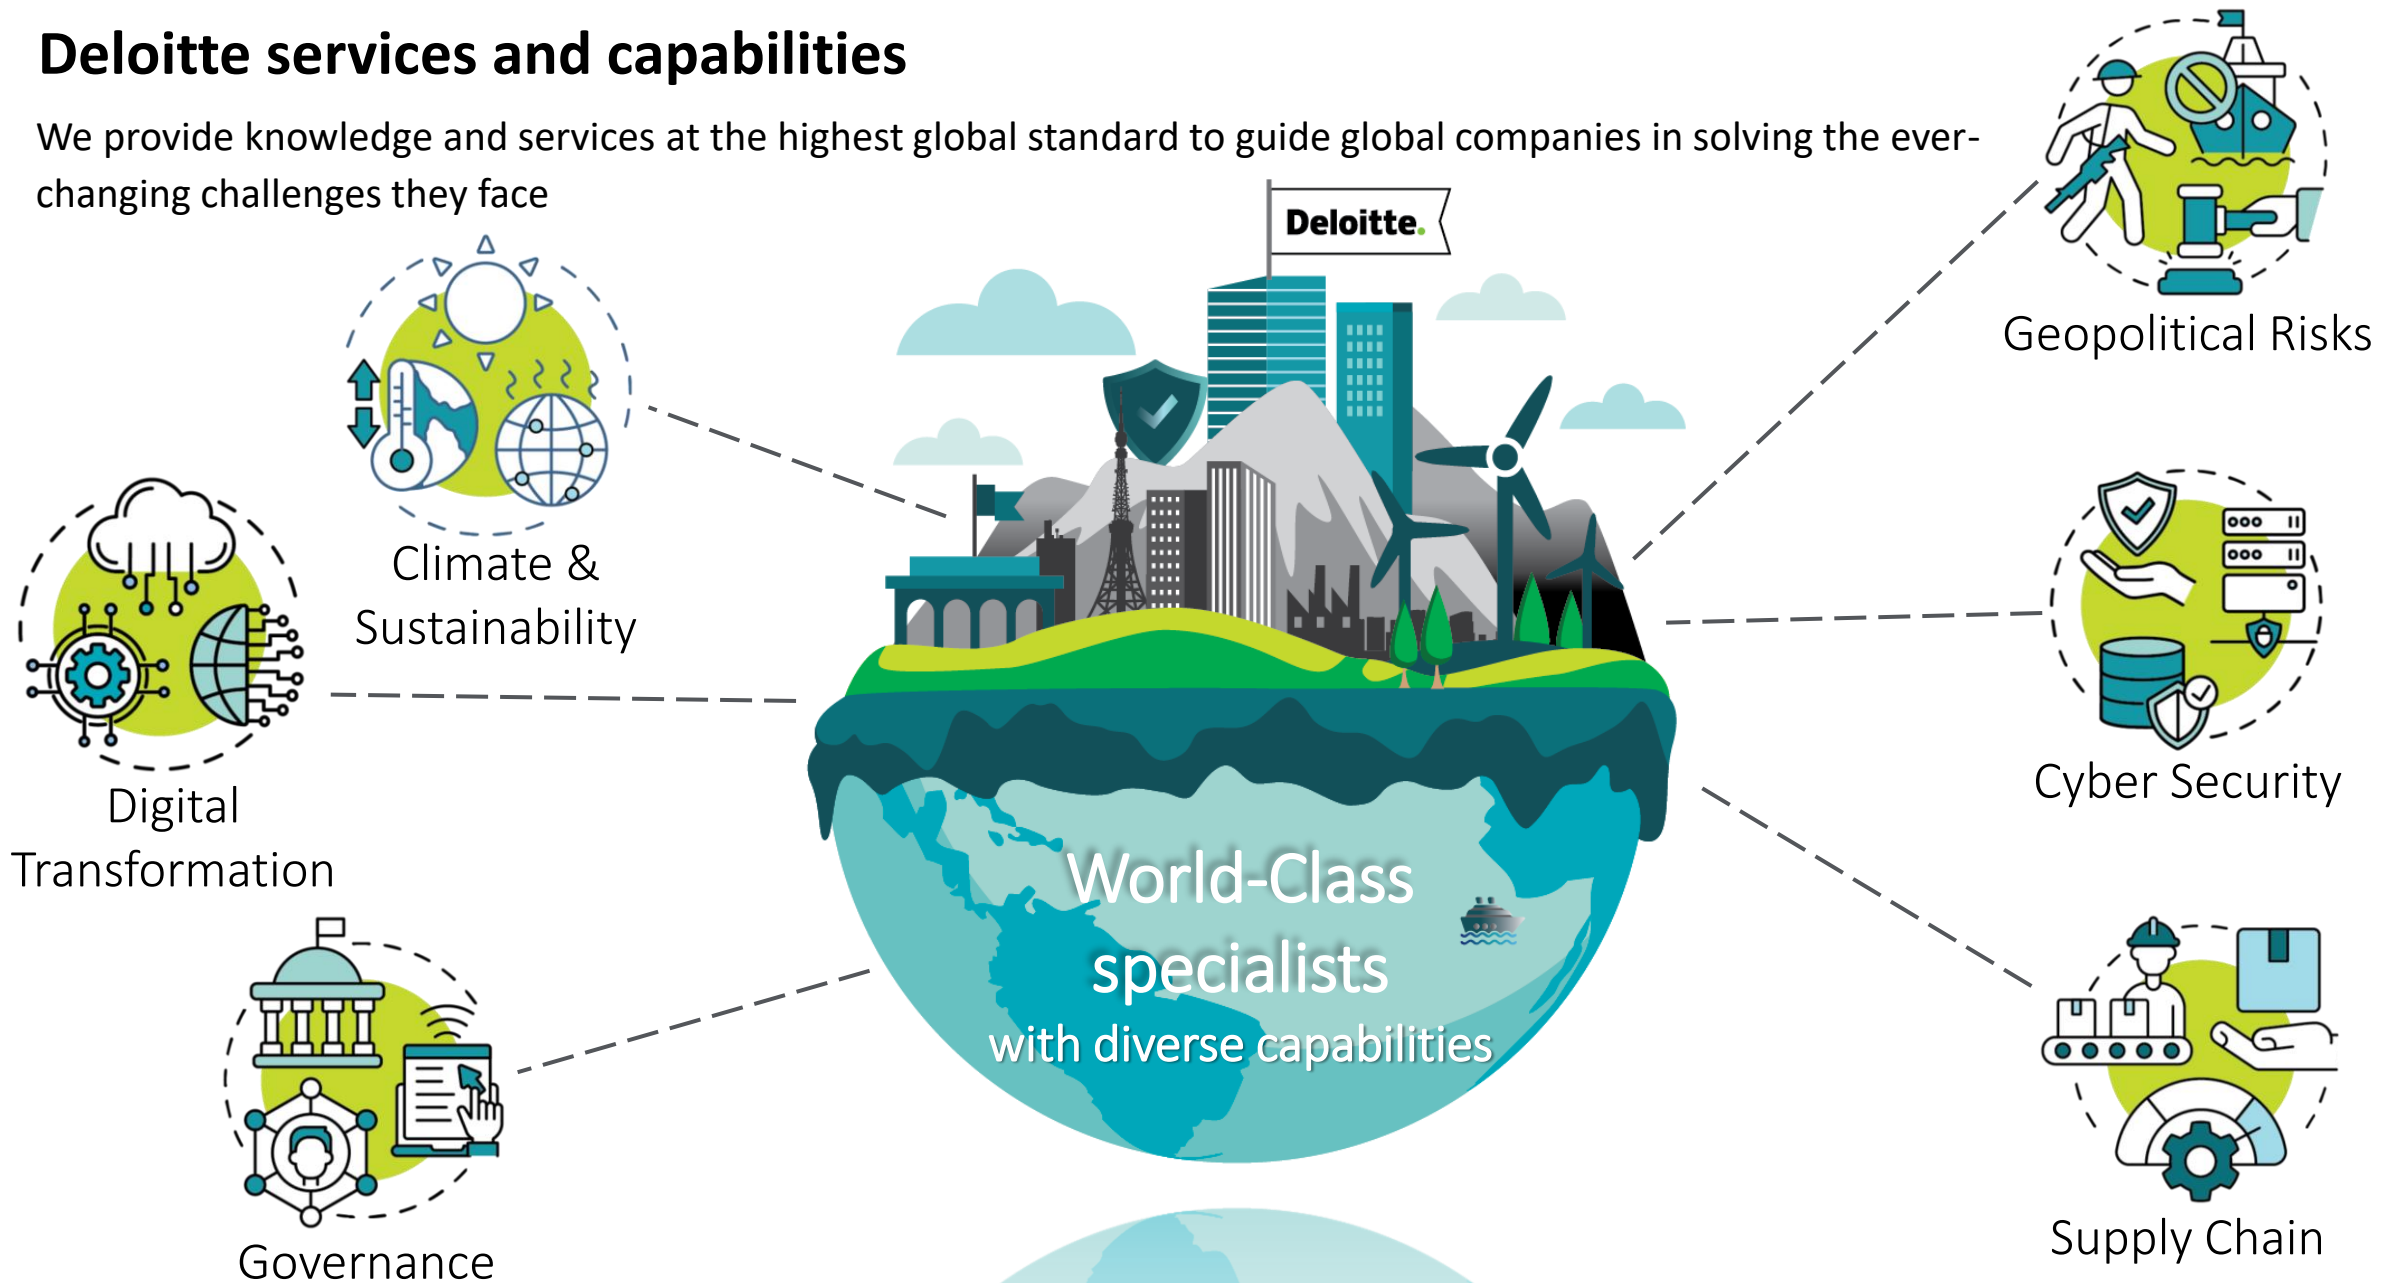 Deloitte services and capabilities
We provide knowledge and services at the highest global standard to guide global companies in solving the ever-
changing challenges they face
Deloitte.
Geopolitical Risks
Climate &
Sustainability
Cyber Security
Digital
Transformation
World-Class
specialists
with diverse capabilities
Governance
Supply Chain